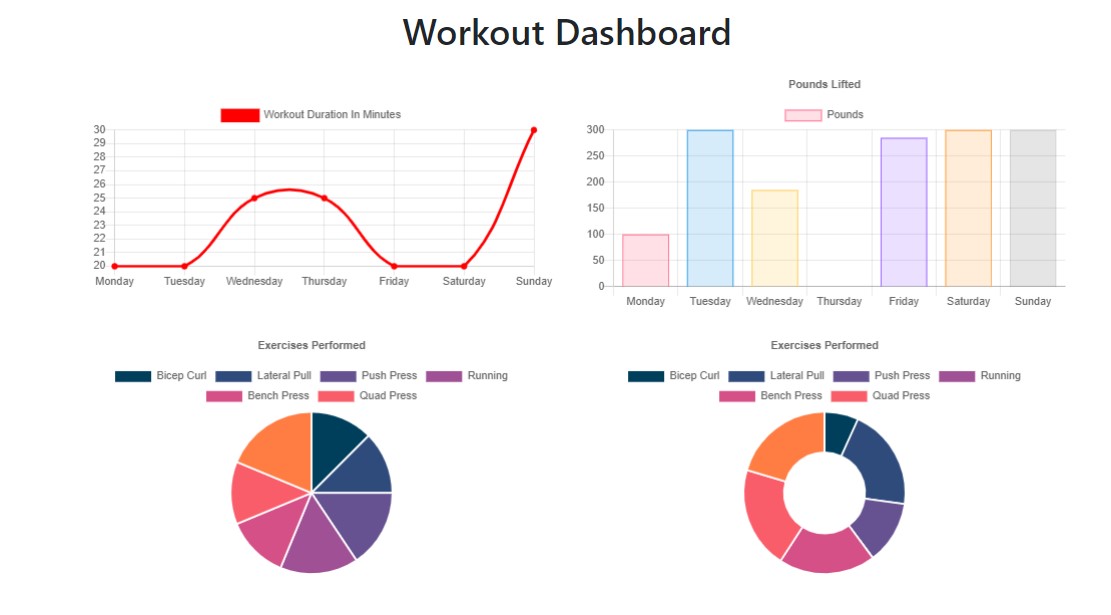 Workout Dashboard
Workout Duration In Minutes
30
29
28
27
26
25
24
23
22
21
20
Monday Tuesday Wednesday Thursday Friday Saturday Sunday
Pounds Lifted
Pounds
300
250
200
150
100
50
0
Monday Tuesday Wednesday Thursday Friday Saturday Sunday
Exercises Performed
Bicep Curl Lateral Pull Push Press Running
Bench Press Quad Press
Exercises Performed
Bicep Curl Lateral Pull Push Press Running
Bench Press Quad Press